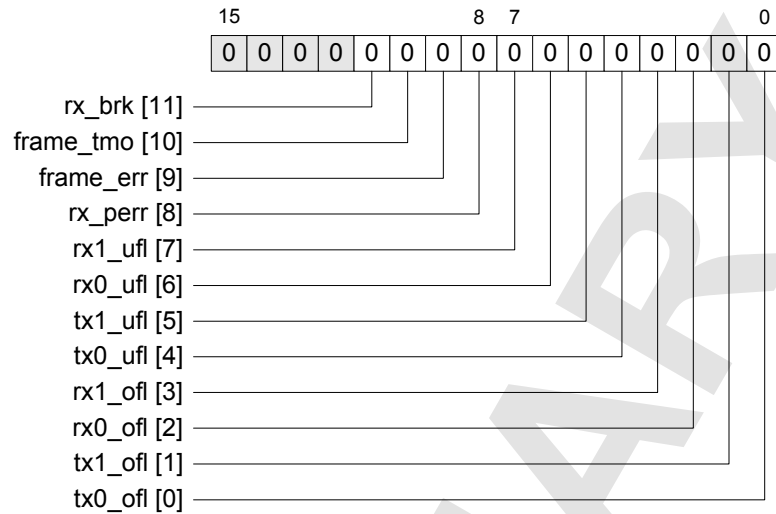 15 8 7 0
0 0 0 0 0 0 0 0 0 0 0 0 0 0 0 0
rx_brk [11]
frame_tmo [10]
frame_err [9]
rx_perr [8]
rx1_ufl [7]
rx0_ufl [6]
tx1_ufl [5]
tx0_ufl [4]
rx1_ofl [3]
rx0_ofl [2]
tx1_ofl [1]
tx0_ofl [0]
ARY